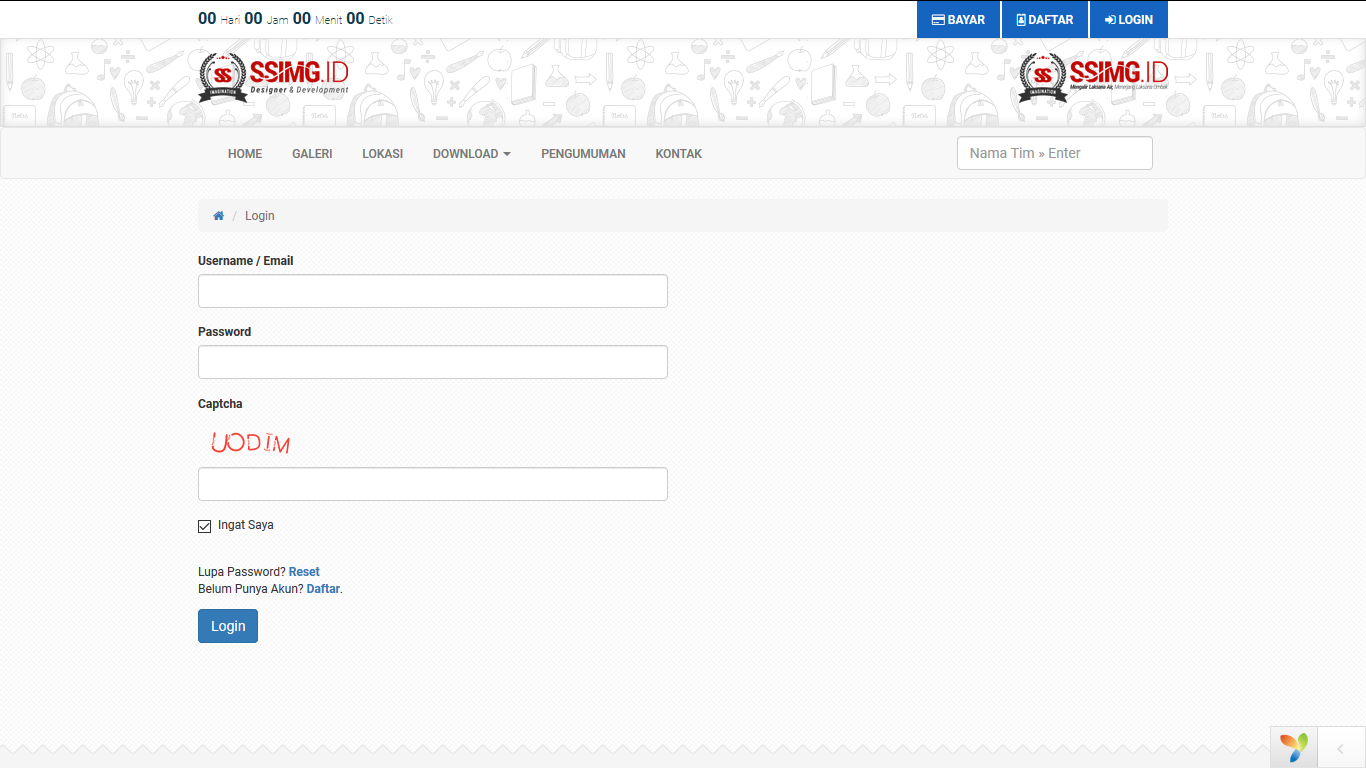 00 Hari 00 Jam 00 Menit 00 Detik
BAYAR
DAFTAR
LOGIN
SS
IMAGINATION
SSIMG.ID
Designer & Development
SS
IMAGINATION
SSIMG.ID
Mengalir Laksana Air, Menerjang Laksana Ombak
HOME
GALERI
LOKASI
DOWNLOAD
PENGUMUMAN
KONTAK
Nama Tim » Enter
/ Login
Username / Email
Password
Captcha
UODIM
Ingat Saya
Lupa Password? Reset
Belum Punya Akun? Daftar.
Login